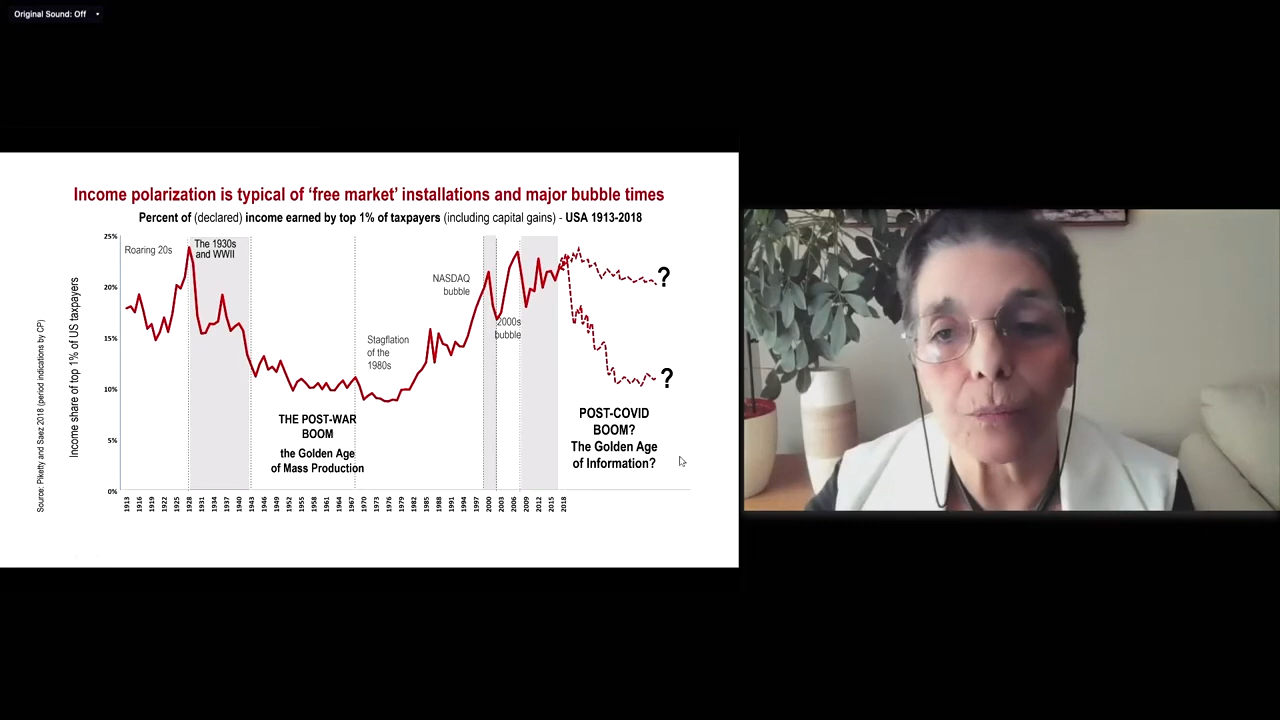 Original Sound: Off
Income polarization is typical of ‘free market’ installations and major bubble times
Percent of (declared) income earned by top 1% of taxpayers (including capital gains) - USA 1913-2018
Source: Piketty and Saez 2018 (period indications by CP)
Income share of top 1% of US taxpayers
25%
20%
15%
10%
5%
0%
Roaring 20s
The 1930s
and WWII
NASDAQ
bubble
2000s
bubble
Stagflation
of the
1980s
?
?
THE POST-WAR
BOOM
the Golden Age
of Mass Production
POST-COVID
BOOM?
The Golden Age
of Information?
1913
1916
1919
1922
1925
1928
1931
1934
1937
1940
1943
1946
1949
1952
1955
1958
1961
1964
1967
1970
1973
1976
1979
1982
1985
1988
1991
1994
1997
2000
2003
2006
2009
2012
2015
2018